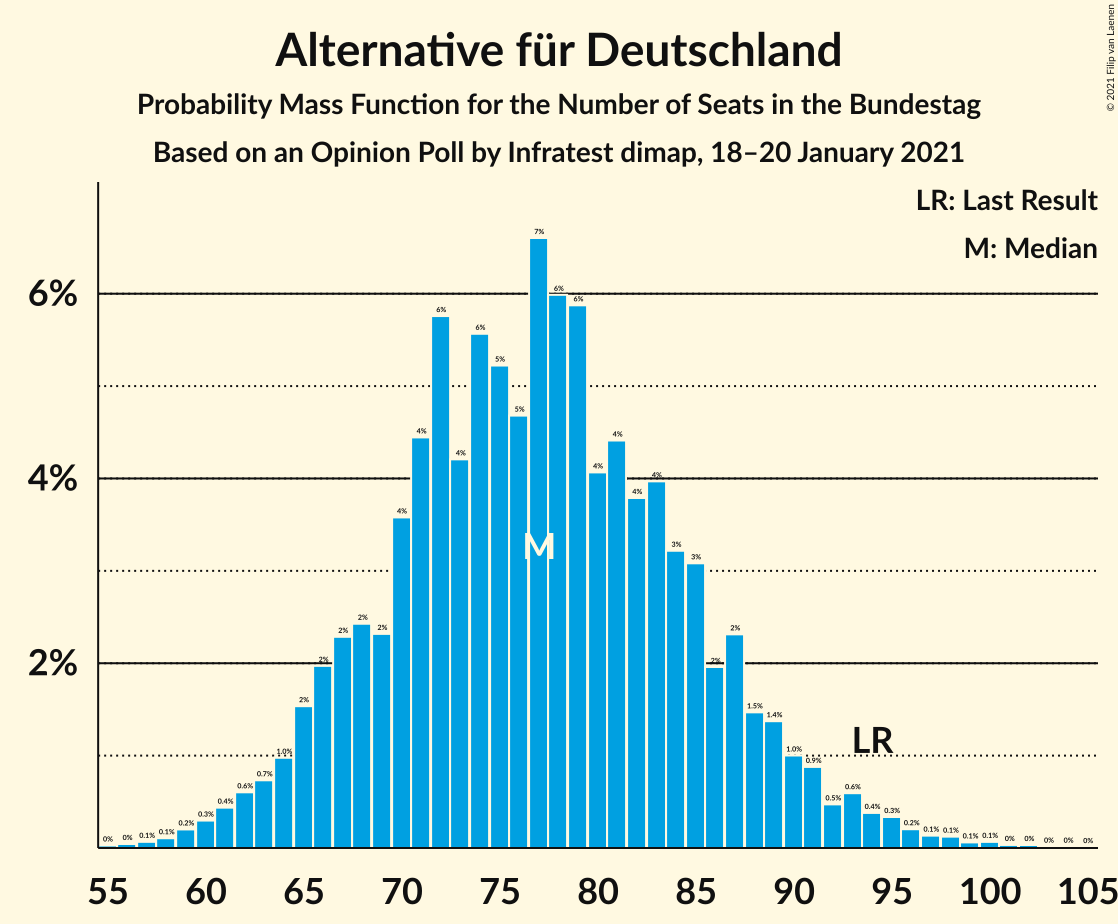 Alternative für Deutschland
Probability Mass Function for the Number of Seats in the Bundestag
Based on an Opinion Poll by Infratest dimap, 18–20 January 2021
© 2021 Filip van Laenen
LR: Last Result
M: Median
7%
6%
6% 6%
6%
6%
5%
5%
4% 4%
4%
4%
4%
4% 4%
4%
M
3%
3%
2%
2% 2% 2%
2%
2% 2%
2%
1.5%
1.4%
LR
1.0% 1.0%
0.9%
0.7%
0.6% 0.6%
0.5%
0.4% 0.4%
0.3% 0.3%
0.2% 0.2%
0% 0% 0.1% 0.1% 0.1% 0.1% 0.1% 0.1% 0% 0% 0% 0% 0%
55 60 65 70 75 80 85 90 95 100 105